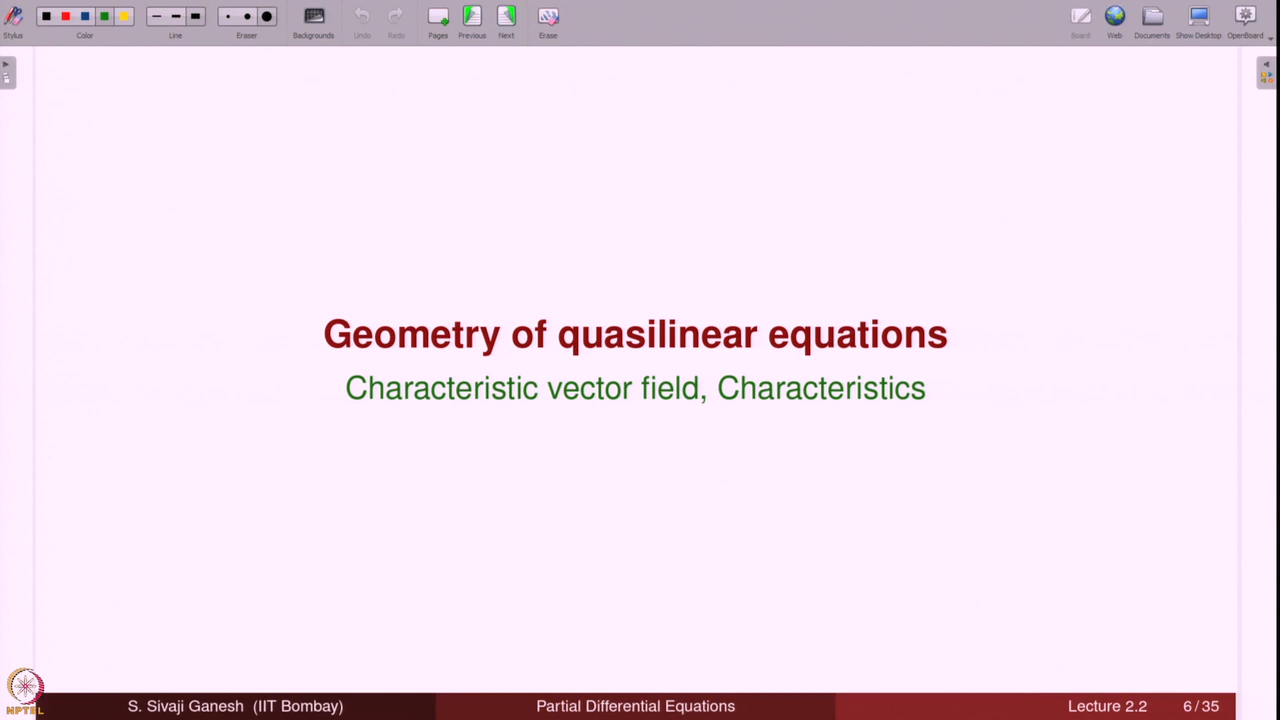 Stylus
Color
Line
Eraser
Backgrounds
Undo
Redo
Pages
Previous
Next
Erase
Board
Web
Documents
Show Desktop
OpenBoard
Geometry of quasilinear equations
Characteristic vector field, Characteristics
NPTEL
S. Sivaji Ganesh (IIT Bombay)
Partial Differential Equations
Lecture 2.2
6 / 35